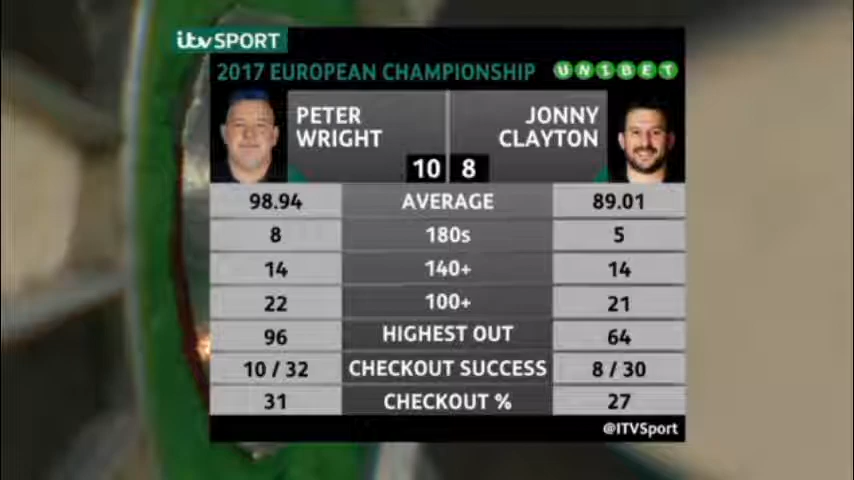 itv SPORT
2017 EUROPEAN CHAMPIONSHIP UNIBET
PETER WRIGHT
JONNY CLAYTON
10 8
98.94 AVERAGE 89.01
8 180s 5
14 140+ 14
22 100+ 21
96 HIGHEST OUT 64
10 / 32 CHECKOUT SUCCESS 8 / 30
31 CHECKOUT % 27
@ITVSport